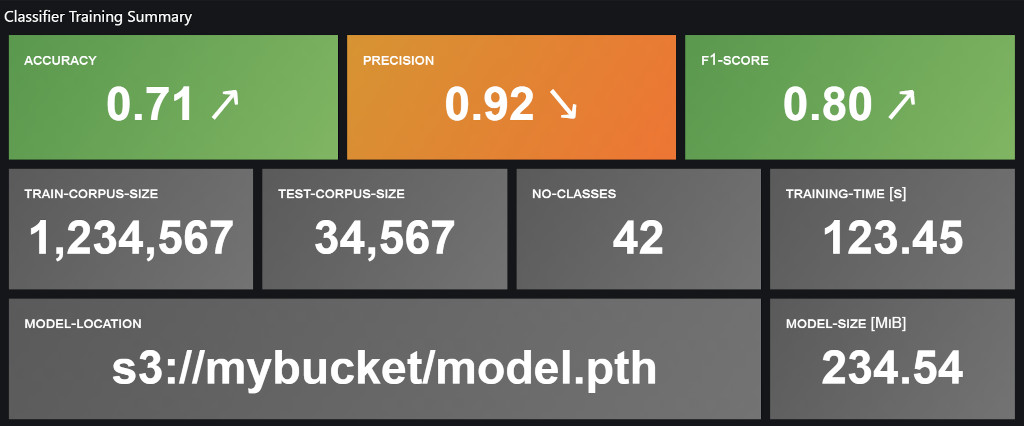 Classifier Training Summary
ACCURACY
0.71 ↗
PRECISION
0.92 ↘
F1-SCORE
0.80 ↗
TRAIN-CORPUS-SIZE
1,234,567
TEST-CORPUS-SIZE
34,567
NO-CLASSES
42
TRAINING-TIME [S]
123.45
MODEL-LOCATION
s3://mybucket/model.pth
MODEL-SIZE [MIB]
234.54